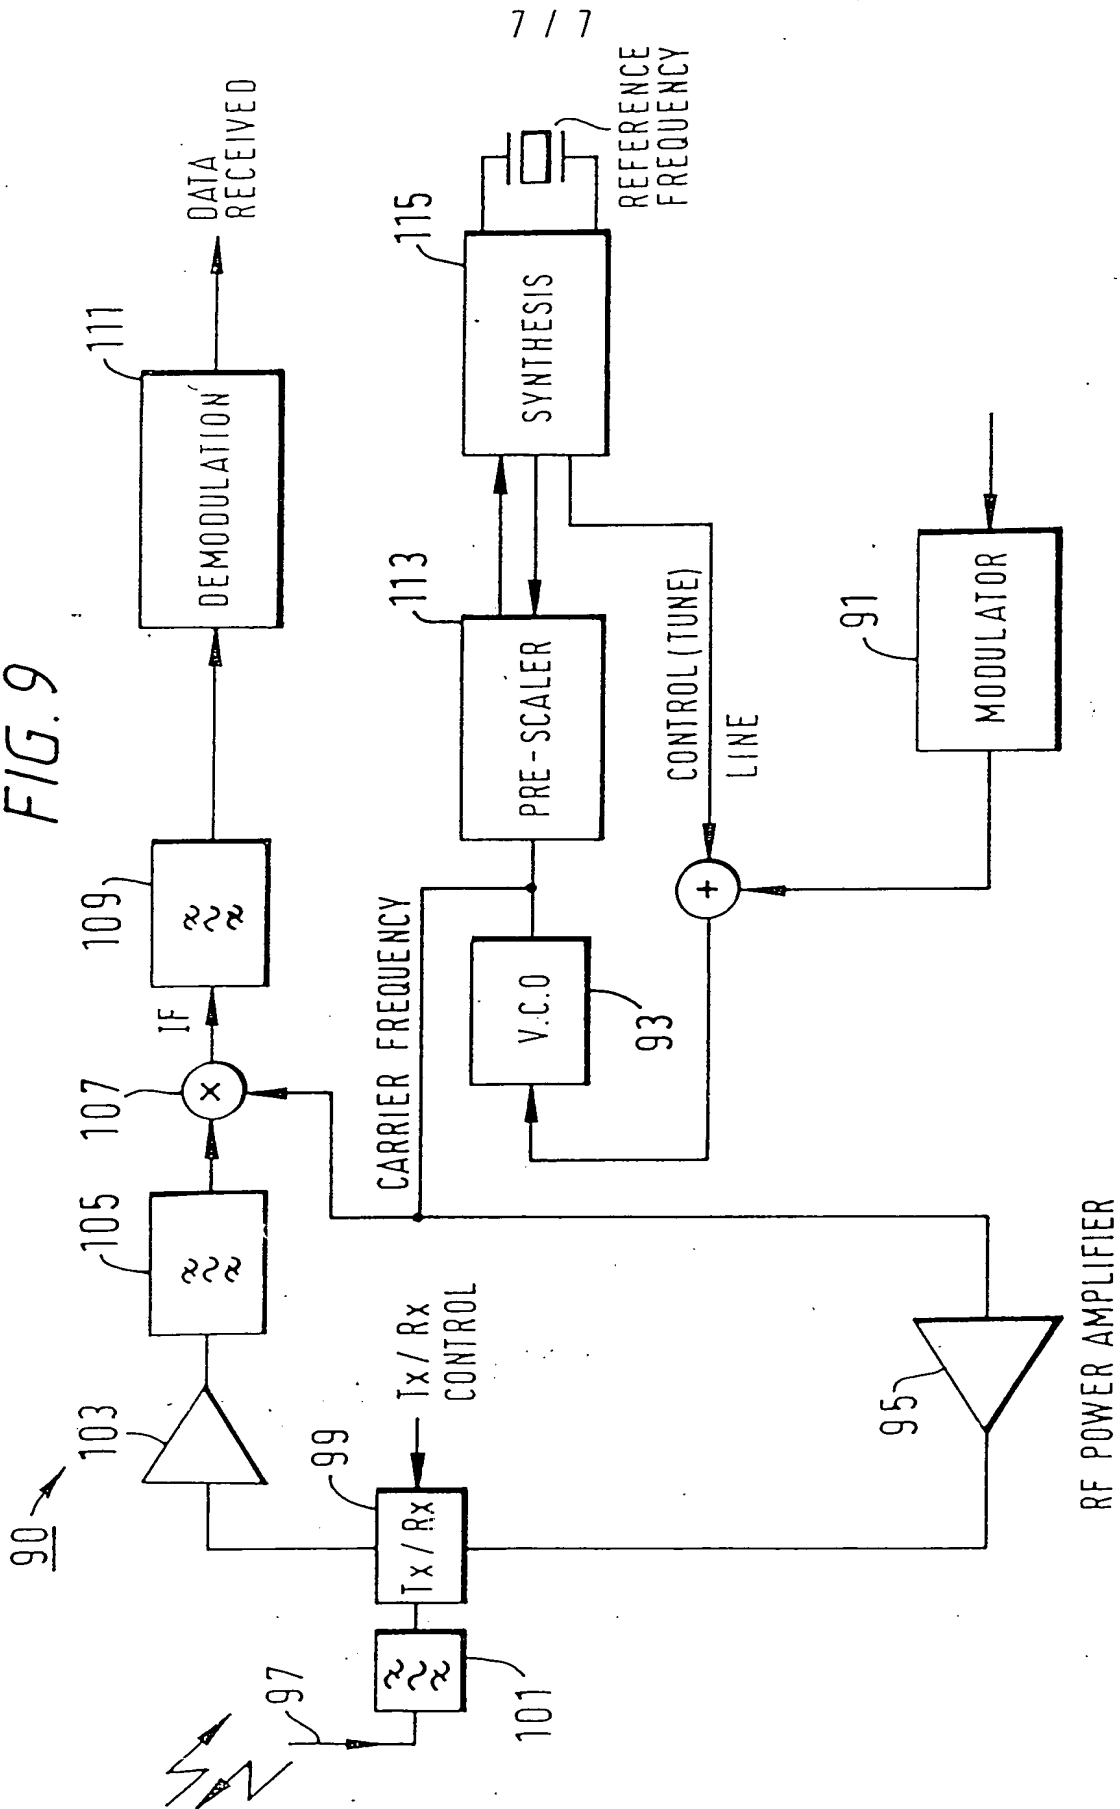 7 / 7
FIG. 9
90
103
105
107
IF
109
111
DEMODULATION
DATA
RECEIVED
97
101
99
Tx / Rx
Tx / Rx
CONTROL
CARRIER FREQUENCY
V.C.O
93
113
PRE-SCALER
115
SYNTHESIS
REFERENCE
FREQUENCY
CONTROL (TUNE)
LINE
+
×
91
MODULATOR
95
RF POWER AMPLIFIER